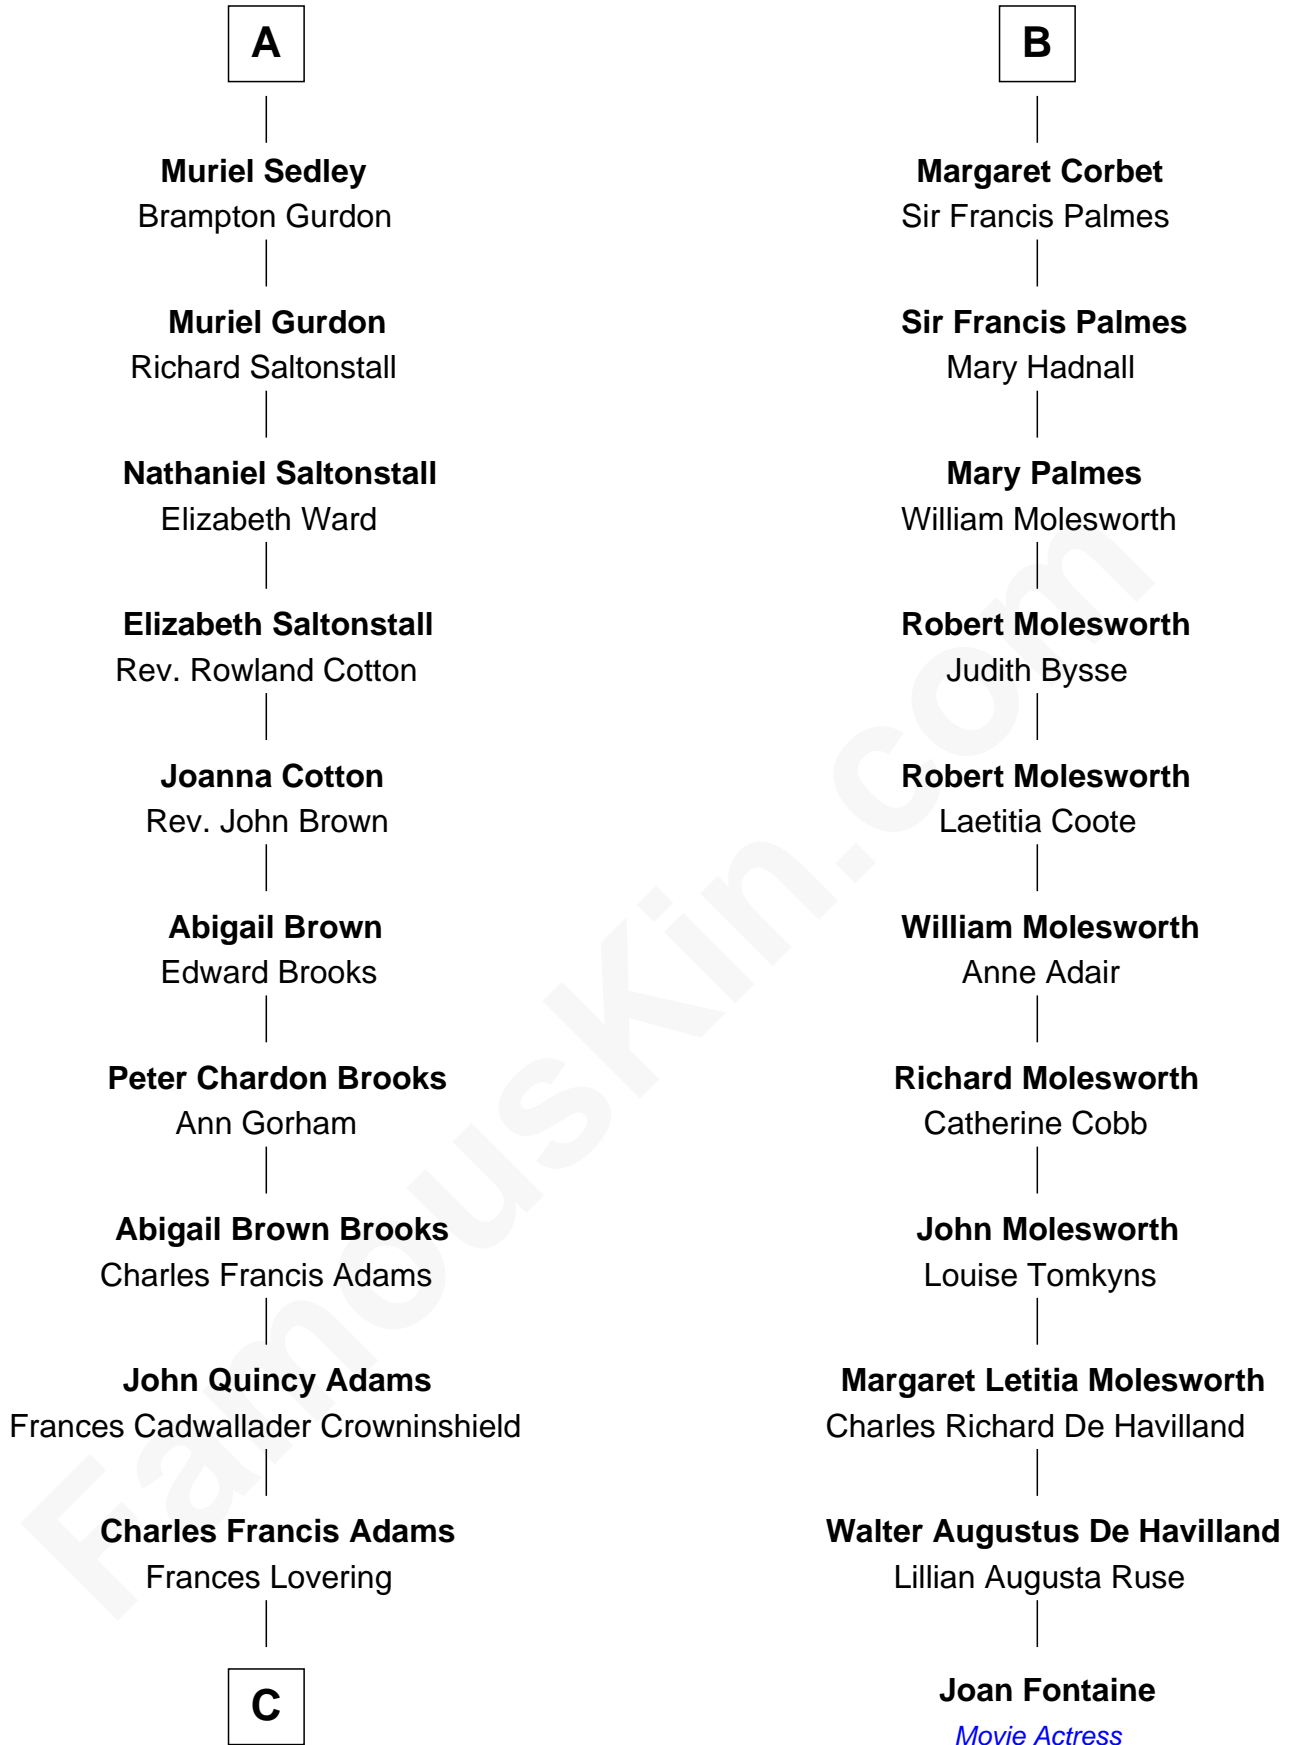 A
Muriel Sedley
Brampton Gurdon
Muriel Gurdon
Richard Saltonstall
Nathaniel Saltonstall
Elizabeth Ward
Elizabeth Saltonstall
Rev. Rowland Cotton
Joanna Cotton
Rev. John Brown
Abigail Brown
Edward Brooks
Peter Chardon Brooks
Ann Gorham
Abigail Brown Brooks
Charles Francis Adams
John Quincy Adams
Frances Cadwallader Crowninshield
Charles Francis Adams
Frances Lovering
C
B
Margaret Corbet
Sir Francis Palmes
Sir Francis Palmes
Mary Hadnall
Mary Palmes
William Molesworth
Robert Molesworth
Judith Bysse
Robert Molesworth
Laetitia Coote
William Molesworth
Anne Adair
Richard Molesworth
Catherine Cobb
John Molesworth
Louise Tomkyns
Margaret Letitia Molesworth
Charles Richard De Havilland
Walter Augustus De Havilland
Lillian Augusta Ruse
Joan Fontaine
Movie Actress
FamousKin.com